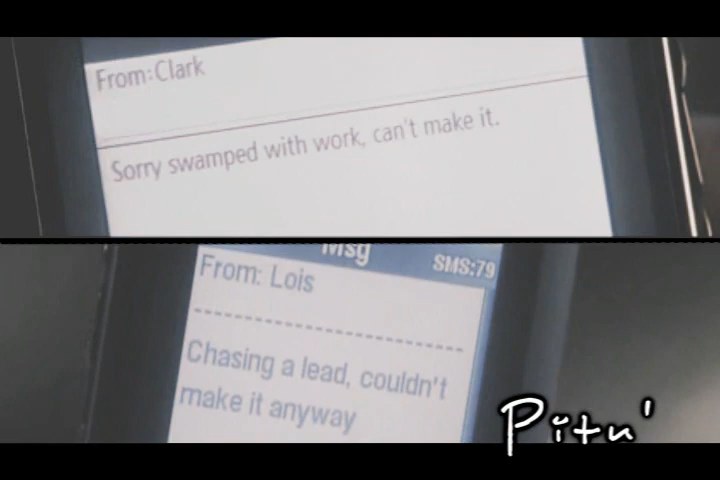 From:Clark
Sorry swamped with work, can't make it.
Msg
SMS:79
From: Lois
Chasing a lead, couldn't
make it anyway
Pitu'